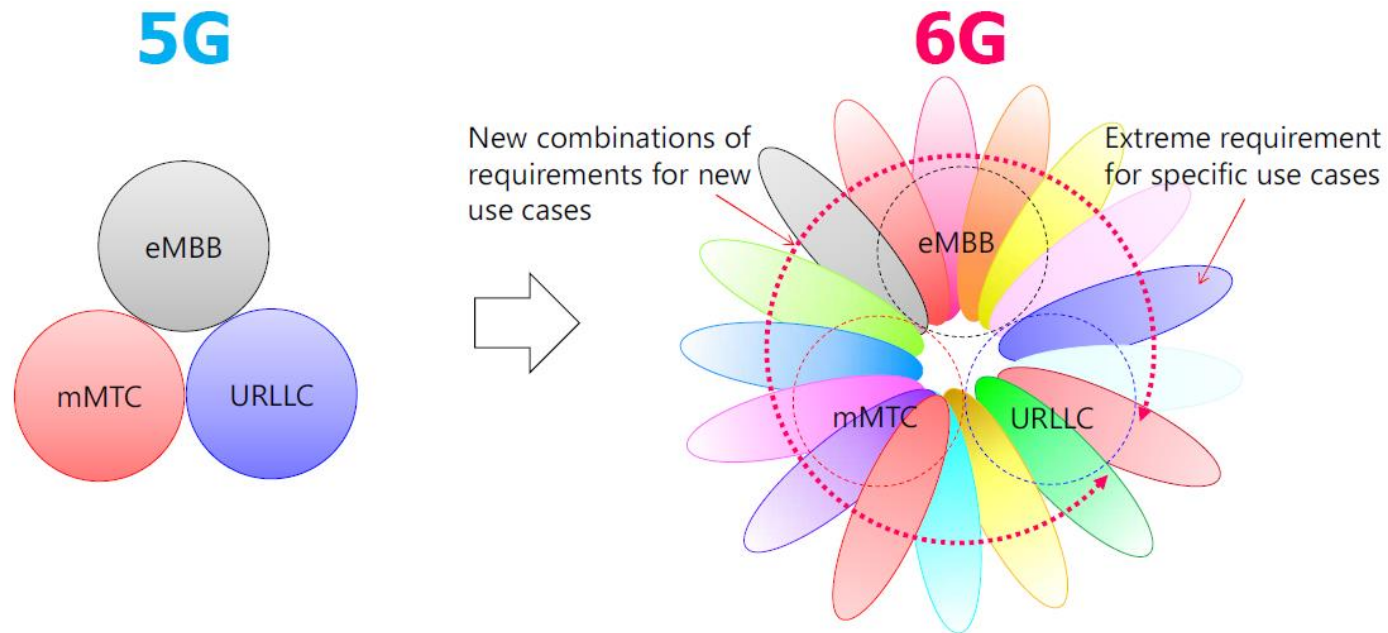 5G
6G
New combinations of
requirements for new
use cases
Extreme requirement
for specific use cases
eMBB
mMTC
URLLC
eMBB
mMTC
URLLC